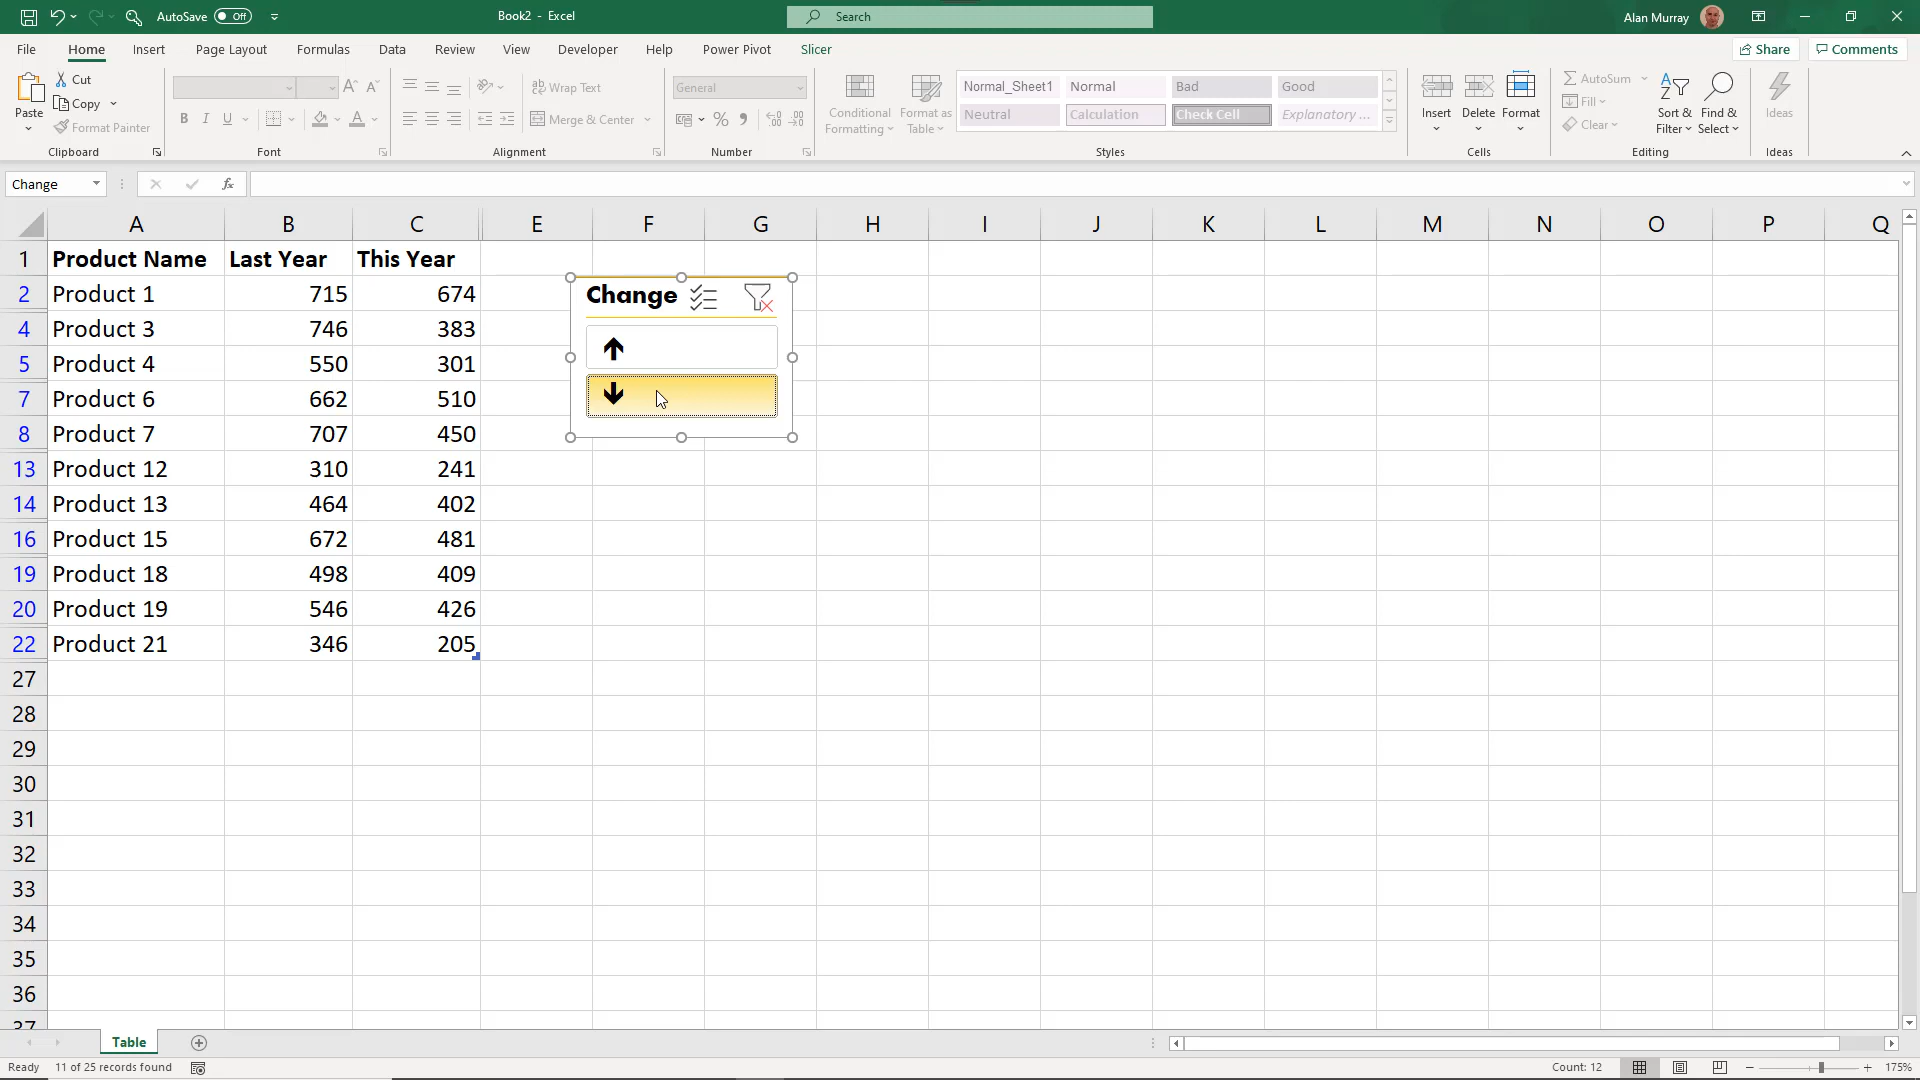 AutoSave Off Book2 - Excel Search Alan Murray
File Home Insert Page Layout Formulas Data Review View Developer Help Power Pivot Slicer Share Comments
Paste
Cut
Copy
Format Painter
Clipboard
B I U
Font
Wrap Text
Merge & Center
Alignment
General
Number
Conditional Formatting
Format as Table
Normal_Sheet1 Normal Bad Good
Neutral Calculation Check Cell Explanatory ...
Styles
Insert Delete Format
Cells
AutoSum
Fill
Clear
Sort & Filter
Find & Select
Editing
Ideas
Ideas
Change fx
A B C E F G H I J K L M N O P Q
1 Product Name Last Year This Year
2 Product 1 715 674
4 Product 3 746 383
5 Product 4 550 301
7 Product 6 662 510
8 Product 7 707 450
13 Product 12 310 241
14 Product 13 464 402
16 Product 15 672 481
19 Product 18 498 409
20 Product 19 546 426
22 Product 21 346 205
27
28
29
30
31
32
33
34
35
36
37
Change
Table
Ready 11 of 25 records found Count: 12 175%